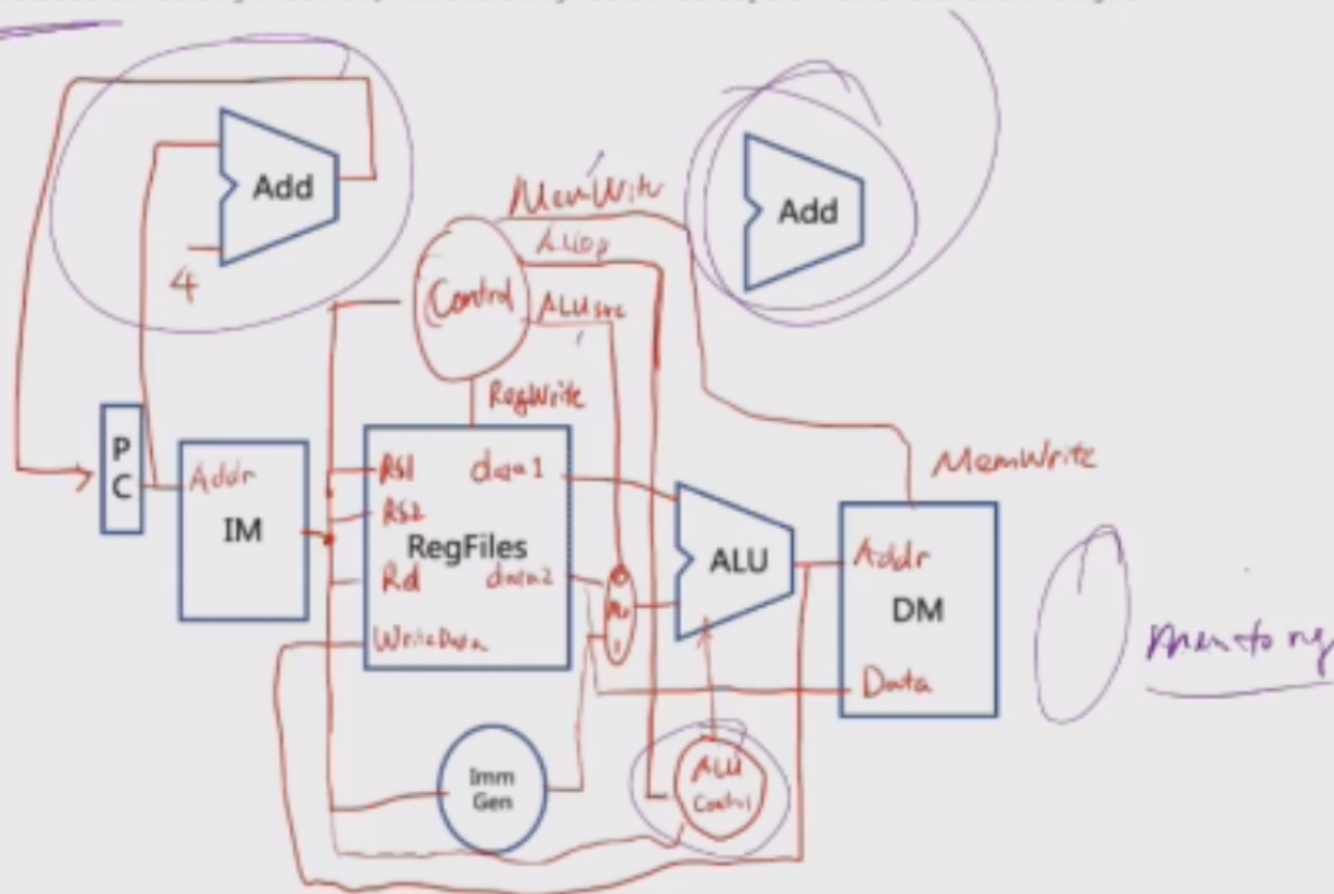 Add
Add
4
MemWrite
ALUop
Control
ALUsrc
RegWrite
P
C
Addr
IM
RS1
data1
RS2
RegFiles
Rd
data2
WriteData
ALU
MemWrite
Addr
DM
Data
Imm
Gen
ALU
Control